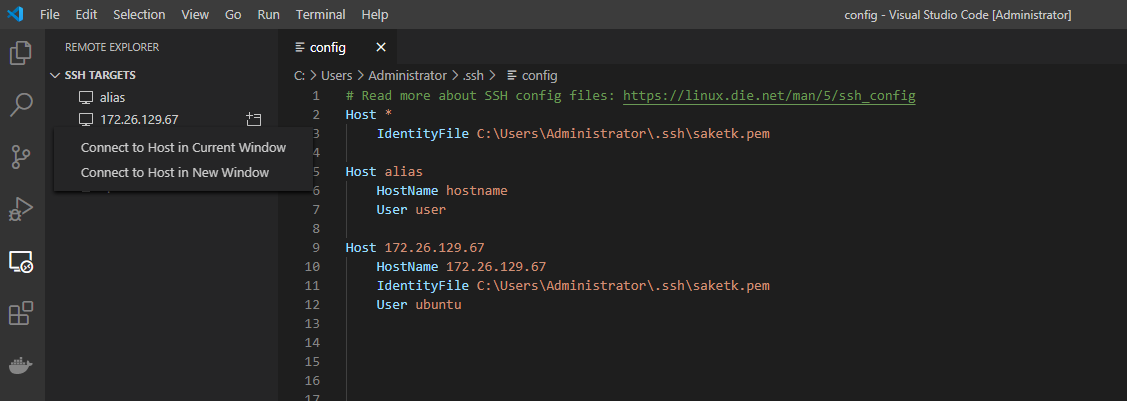 File Edit Selection View Go Run Terminal Help config - Visual Studio Code [Administrator]
REMOTE EXPLORER
SSH TARGETS
alias
172.26.129.67
Connect to Host in Current Window
Connect to Host in New Window
config
C: > Users > Administrator > .ssh > config
1 # Read more about SSH config files: https://linux.die.net/man/5/ssh_config
2 Host *
3 IdentityFile C:\Users\Administrator\.ssh\saketk.pem
4
5 Host alias
6 HostName hostname
7 User user
8
9 Host 172.26.129.67
10 HostName 172.26.129.67
11 IdentityFile C:\Users\Administrator\.ssh\saketk.pem
12 User ubuntu
13
14
15
16
17